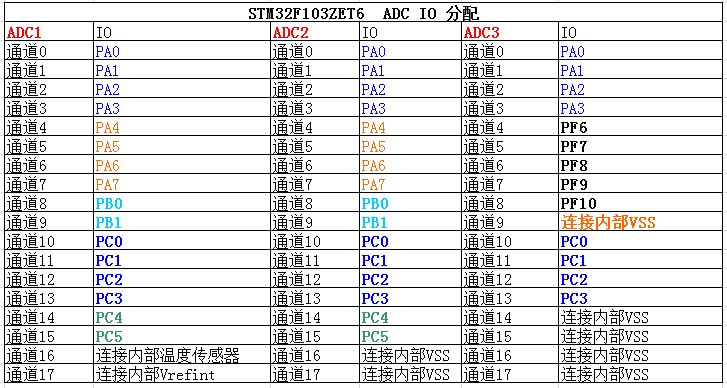 STM32F103ZET6 ADC IO 分配
ADC1 IO ADC2 IO ADC3 IO
通道0 PA0 通道0 PA0 通道0 PA0
通道1 PA1 通道1 PA1 通道1 PA1
通道2 PA2 通道2 PA2 通道2 PA2
通道3 PA3 通道3 PA3 通道3 PA3
通道4 PA4 通道4 PA4 通道4 PF6
通道5 PA5 通道5 PA5 通道5 PF7
通道6 PA6 通道6 PA6 通道6 PF8
通道7 PA7 通道7 PA7 通道7 PF9
通道8 PB0 通道8 PB0 通道8 PF10
通道9 PB1 通道9 PB1 通道9 连接内部VSS
通道10 PC0 通道10 PC0 通道10 PC0
通道11 PC1 通道11 PC1 通道11 PC1
通道12 PC2 通道12 PC2 通道12 PC2
通道13 PC3 通道13 PC3 通道13 PC3
通道14 PC4 通道14 PC4 通道14 连接内部VSS
通道15 PC5 通道15 PC5 通道15 连接内部VSS
通道16 连接内部温度传感器 通道16 连接内部VSS 通道16 连接内部VSS
通道17 连接内部Vrefint 通道17 连接内部VSS 通道17 连接内部VSS